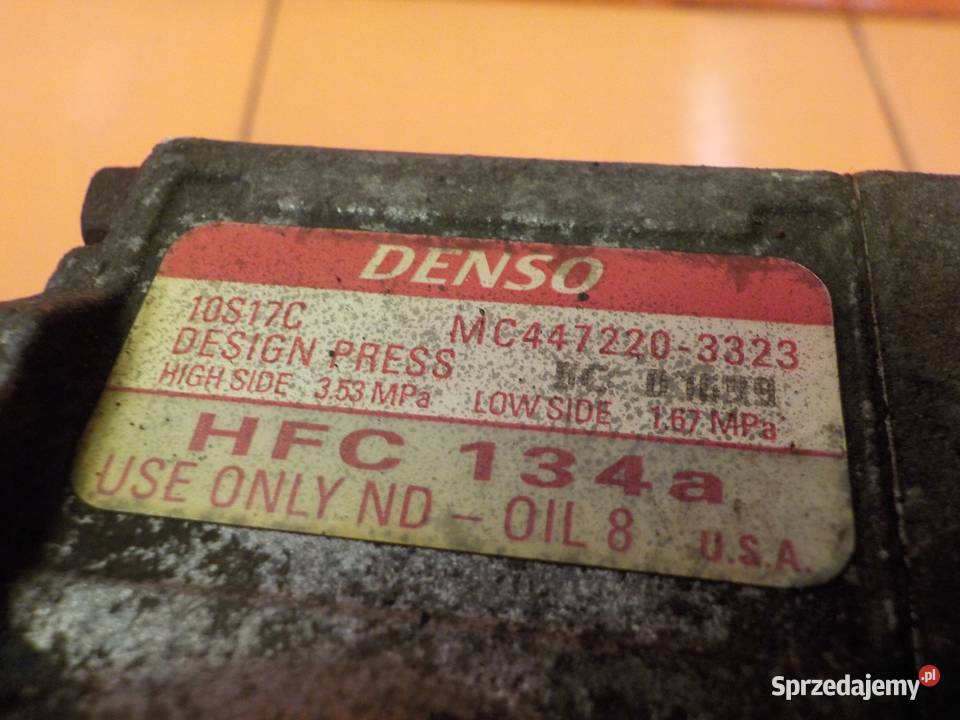 DENSO
10S17C MC447220-3323
DESIGN PRESS
HIGH SIDE 3.53 MPa LOW SIDE 1.67 MPa
HFC 134a
USE ONLY ND - OIL 8 U.S.A.
Sprzedajemy.pl